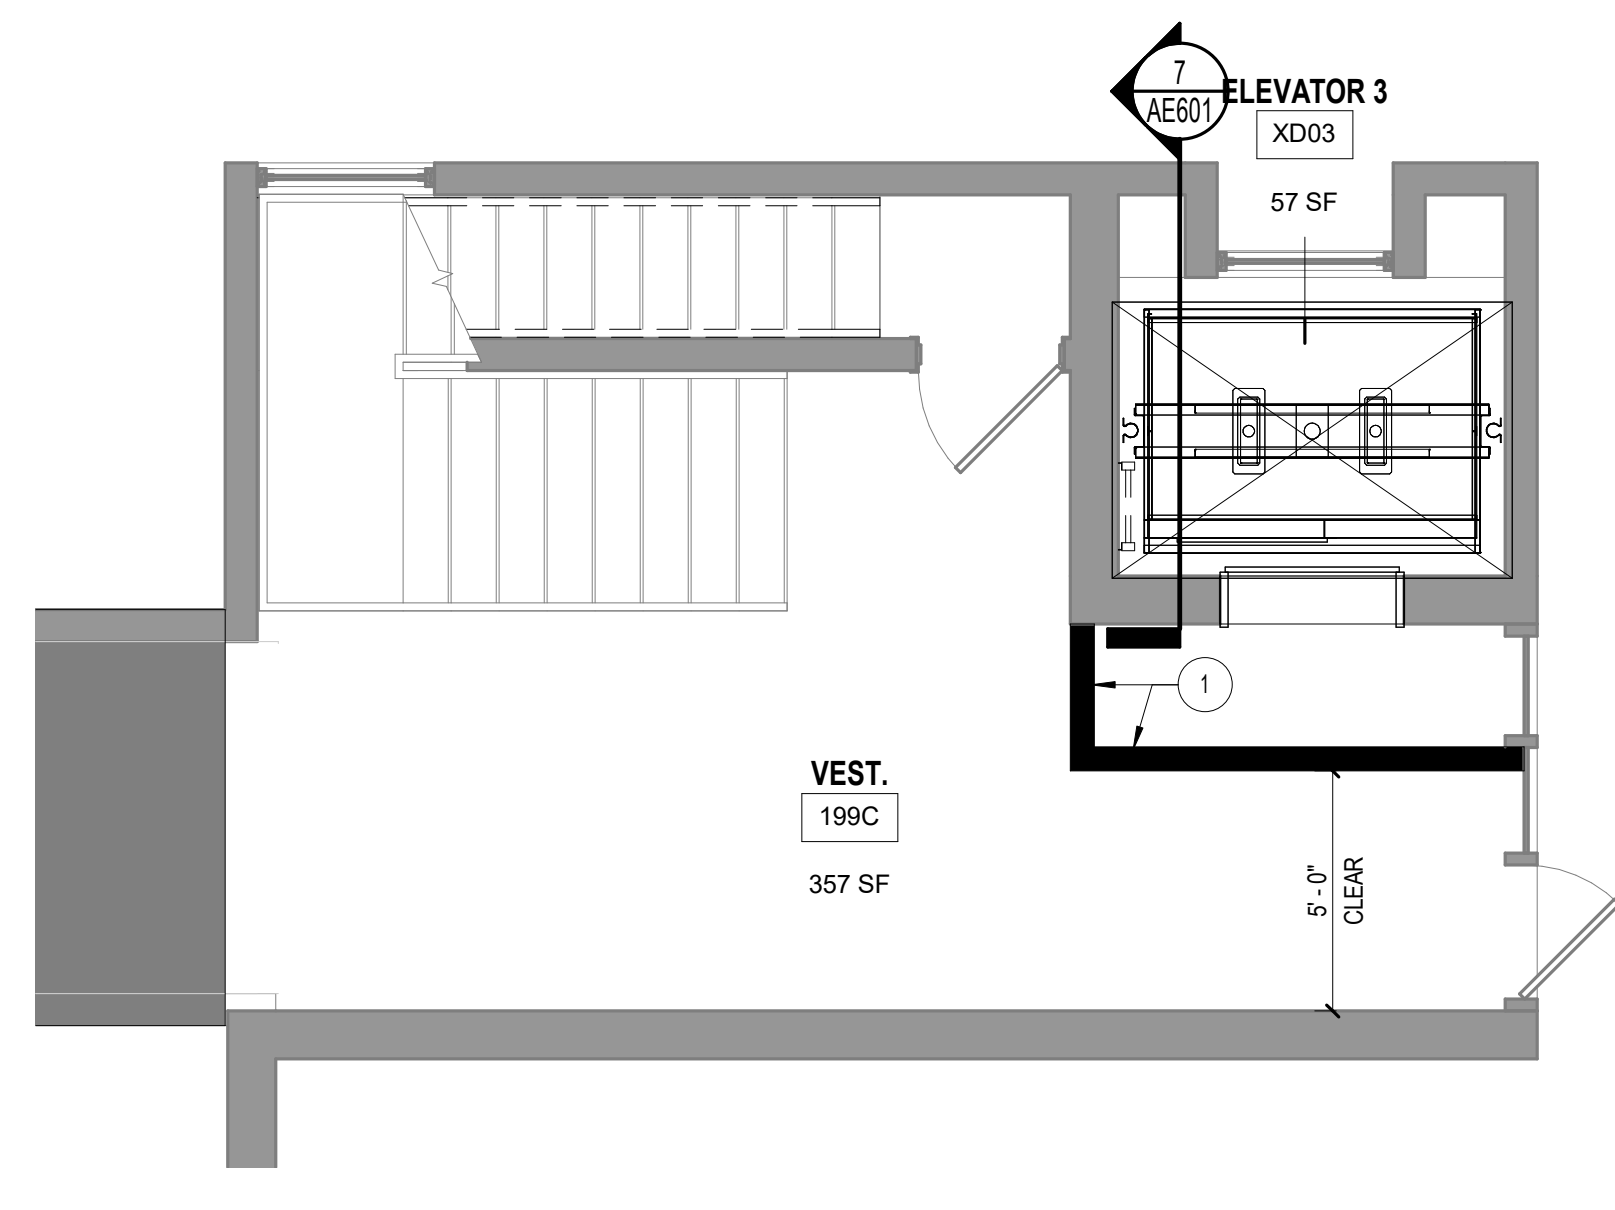 7
AE601
ELEVATOR 3
XD03
57 SF
1
VEST.
199C
357 SF
5' - 0"
CLEAR